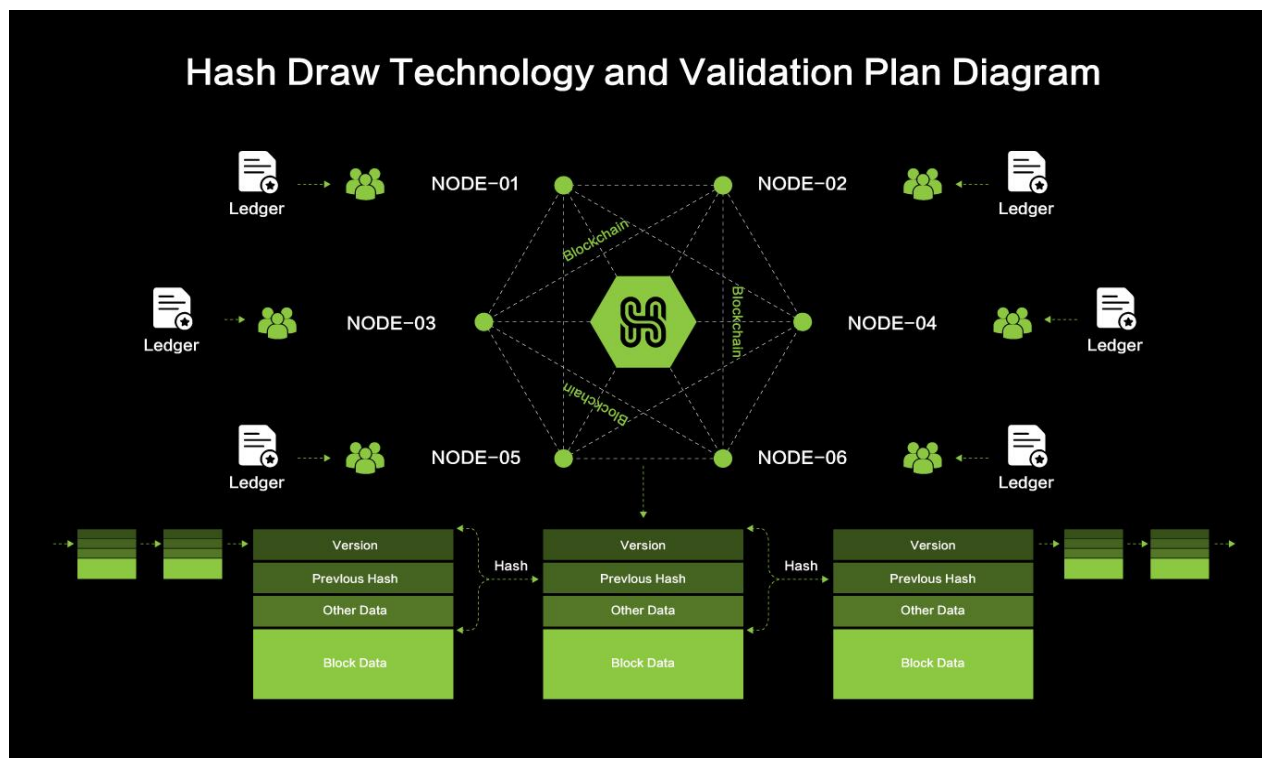 Hash Draw Technology and Validation Plan Diagram
Ledger
NODE-01
NODE-02
Ledger
Blockchain
Ledger
NODE-03
Blockchain
NODE-04
Ledger
Blockchain
Ledger
NODE-05
NODE-06
Ledger
Version
Prevlous Hash
Other Data
Block Data
Hash
Version
Prevlous Hash
Other Data
Block Data
Hash
Version
Prevlous Hash
Other Data
Block Data